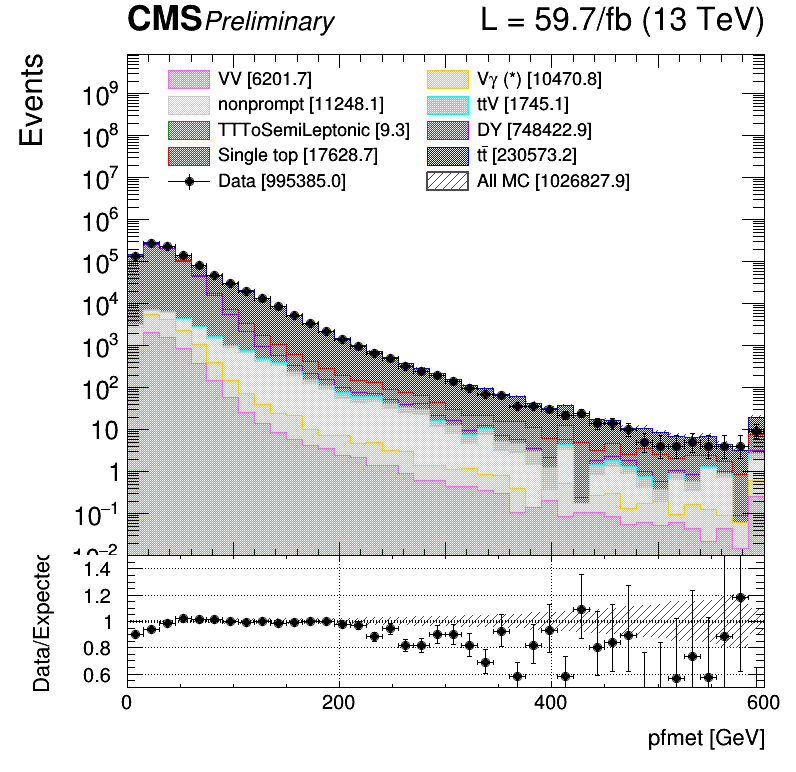 CMS Preliminary L = 59.7/fb (13 TeV)
Events
VV [6201.7] Vγ (*) [10470.8]
nonprompt [11248.1] ttV [1745.1]
TTToSemiLeptonic [9.3] DY [748422.9]
Single top [17628.7] tt̄ [230573.2]
Data [995385.0] All MC [1026827.9]
10⁹
10⁸
10⁷
10⁶
10⁵
10⁴
10³
10²
10
1
10⁻¹
10⁻²
Data/Expected
1.4
1.2
1
0.8
0.6
0 200 400 600
pfmet [GeV]